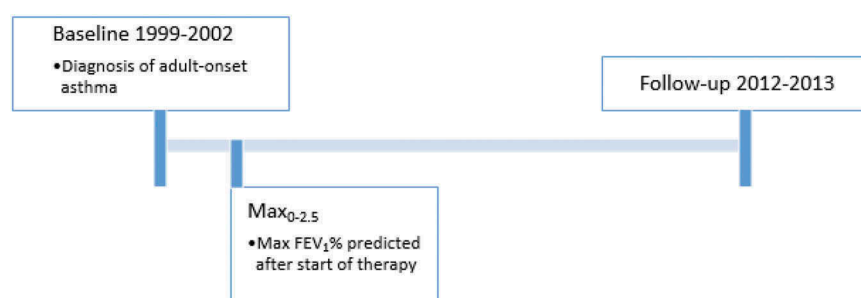 Baseline 1999-2002
•Diagnosis of adult-onset
asthma
Follow-up 2012-2013
Max₀₋₂.₅
•Max FEV₁% predicted
after start of therapy